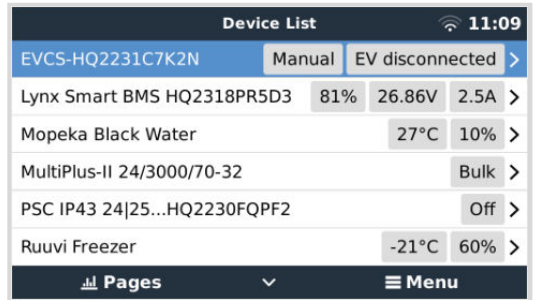 Device List 11:09
EVCS-HQ2231C7K2N Manual EV disconnected
Lynx Smart BMS HQ2318PR5D3 81% 26.86V 2.5A
Mopeka Black Water 27°C 10%
MultiPlus-II 24/3000/70-32 Bulk
PSC IP43 24|25...HQ2230FQPF2 Off
Ruuvi Freezer -21°C 60%
Pages Menu